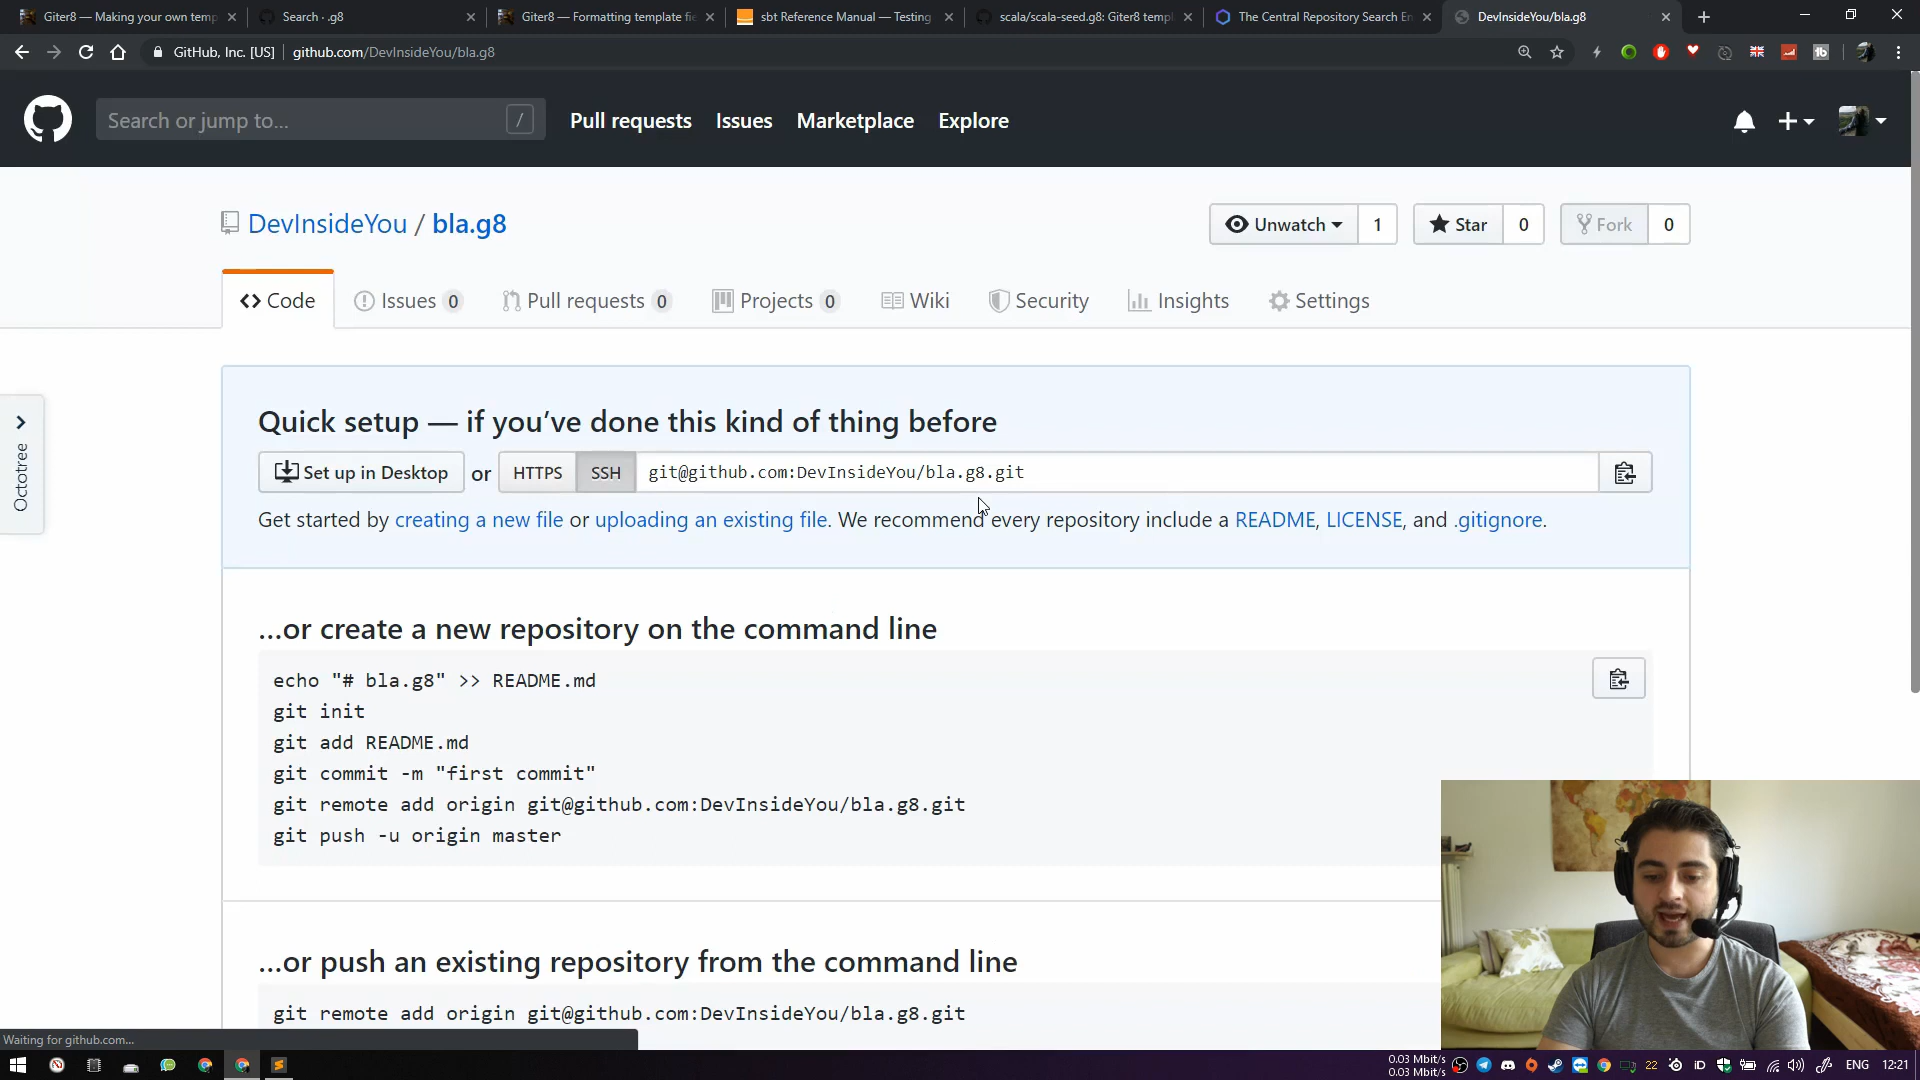 Giter8 — Making your own temp
Search · .g8
Giter8 — Formatting template fie
sbt Reference Manual — Testing
scala/scala-seed.g8: Giter8 temp
The Central Repository Search En
DevInsideYou/bla.g8
GitHub, Inc. [US]
github.com/DevInsideYou/bla.g8
Search or jump to...
/
Pull requests
Issues
Marketplace
Explore
DevInsideYou / bla.g8
Unwatch
1
Star
0
Fork
0
Code
Issues 0
Pull requests 0
Projects 0
Wiki
Security
Insights
Settings
Octotree
Quick setup — if you’ve done this kind of thing before
Set up in Desktop
or
HTTPS
SSH
git@github.com:DevInsideYou/bla.g8.git
Get started by creating a new file or uploading an existing file. We recommend every repository include a README, LICENSE, and .gitignore.
…or create a new repository on the command line
echo "# bla.g8" >> README.md
git init
git add README.md
git commit -m "first commit"
git remote add origin git@github.com:DevInsideYou/bla.g8.git
git push -u origin master
…or push an existing repository from the command line
git remote add origin git@github.com:DevInsideYou/bla.g8.git
Waiting for github.com...
0.03 Mbit/s
0.03 Mbit/s
22
iD
ENG
12:21